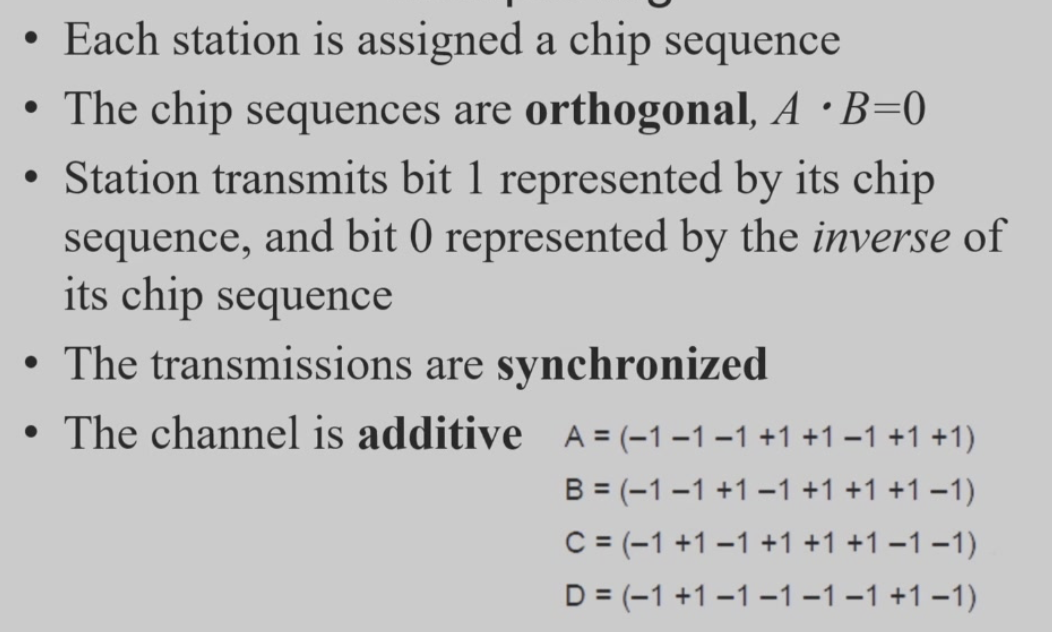 • Each station is assigned a chip sequence
• The chip sequences are orthogonal, A · B=0
• Station transmits bit 1 represented by its chip
sequence, and bit 0 represented by the inverse of
its chip sequence
• The transmissions are synchronized
• The channel is additive
A = (–1 –1 –1 +1 +1 –1 +1 +1)
B = (–1 –1 +1 –1 +1 +1 +1 –1)
C = (–1 +1 –1 +1 +1 +1 –1 –1)
D = (–1 +1 –1 –1 –1 –1 +1 –1)